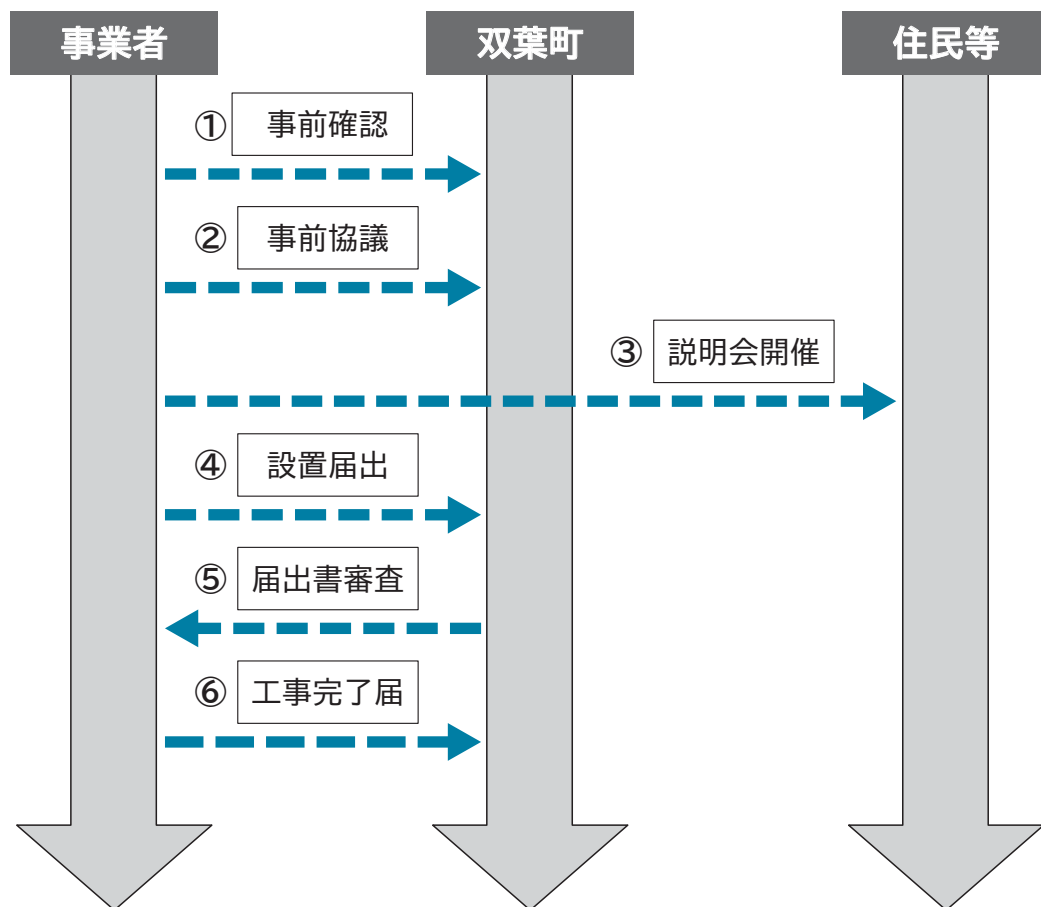 事業者
双葉町
住民等
① 事前確認
② 事前協議
③ 説明会開催
④ 設置届出
⑤ 届出書審査
⑥ 工事完了届